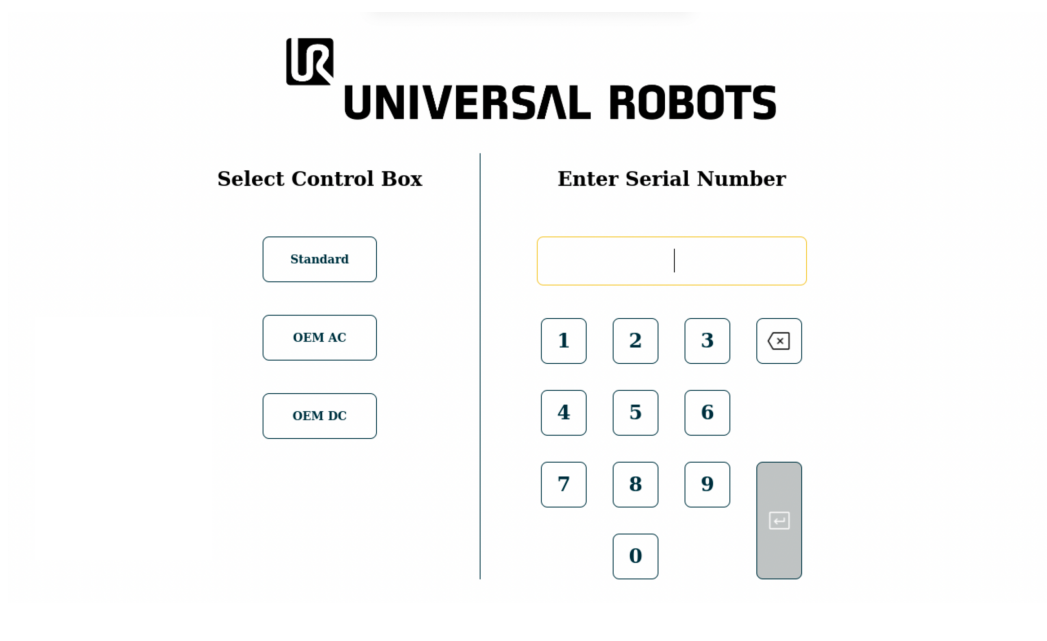 UR
UNIVERSAL ROBOTS
Select Control Box
Standard
OEM AC
OEM DC
Enter Serial Number
1 2 3
4 5 6
7 8 9
0